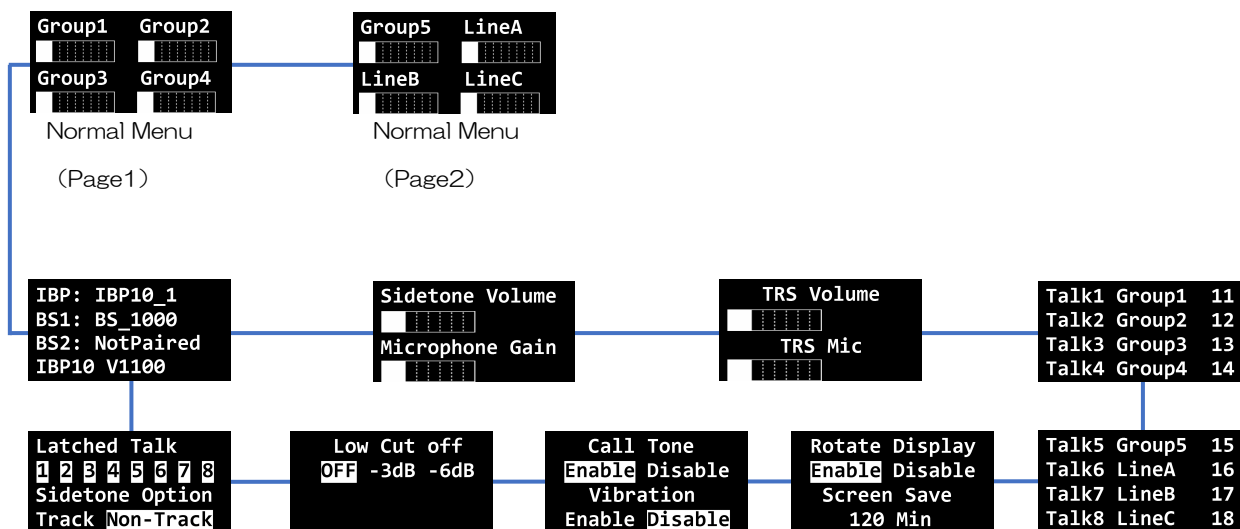 Group1 Group2
Group3 Group4
Normal Menu
(Page1)
Group5 LineA
LineB LineC
Normal Menu
(Page2)
IBP: IBP10_1
BS1: BS_1000
BS2: NotPaired
IBP10 V1100
Sidetone Volume
Microphone Gain
TRS Volume
TRS Mic
Talk1 Group1 11
Talk2 Group2 12
Talk3 Group3 13
Talk4 Group4 14
Latched Talk
1 2 3 4 5 6 7 8
Sidetone Option
Track Non-Track
Low Cut off
OFF -3dB -6dB
Call Tone
Enable Disable
Vibration
Enable Disable
Rotate Display
Enable Disable
Screen Save
120 Min
Talk5 Group5 15
Talk6 LineA 16
Talk7 LineB 17
Talk8 LineC 18